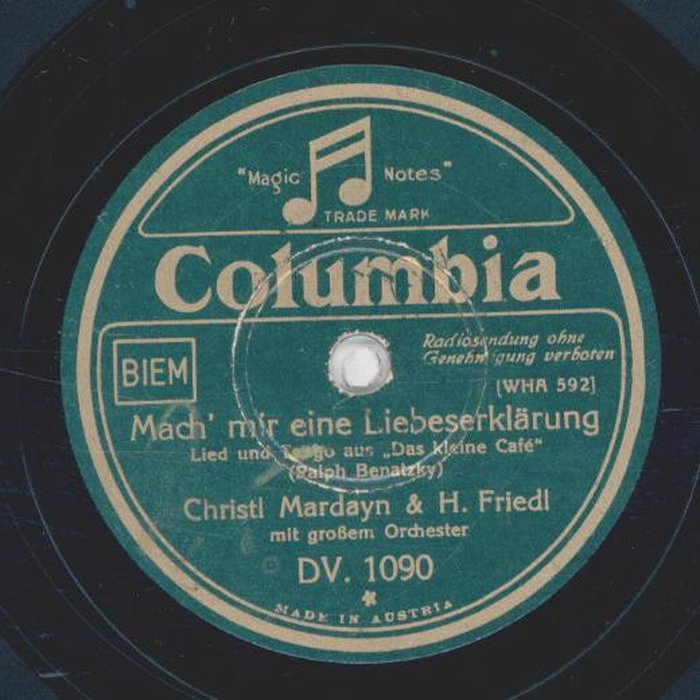 "Magic Notes"
TRADE MARK
Columbia
BIEM
Radiosendung ohne
Genehmigung verboten
[WHA 592]
Mach' mir eine Liebeserklärung
Lied und Tango aus „Das kleine Café"
(Ralph Benatzky)
Christl Mardayn & H. Friedl
mit großem Orchester
DV. 1090
MADE IN AUSTRIA